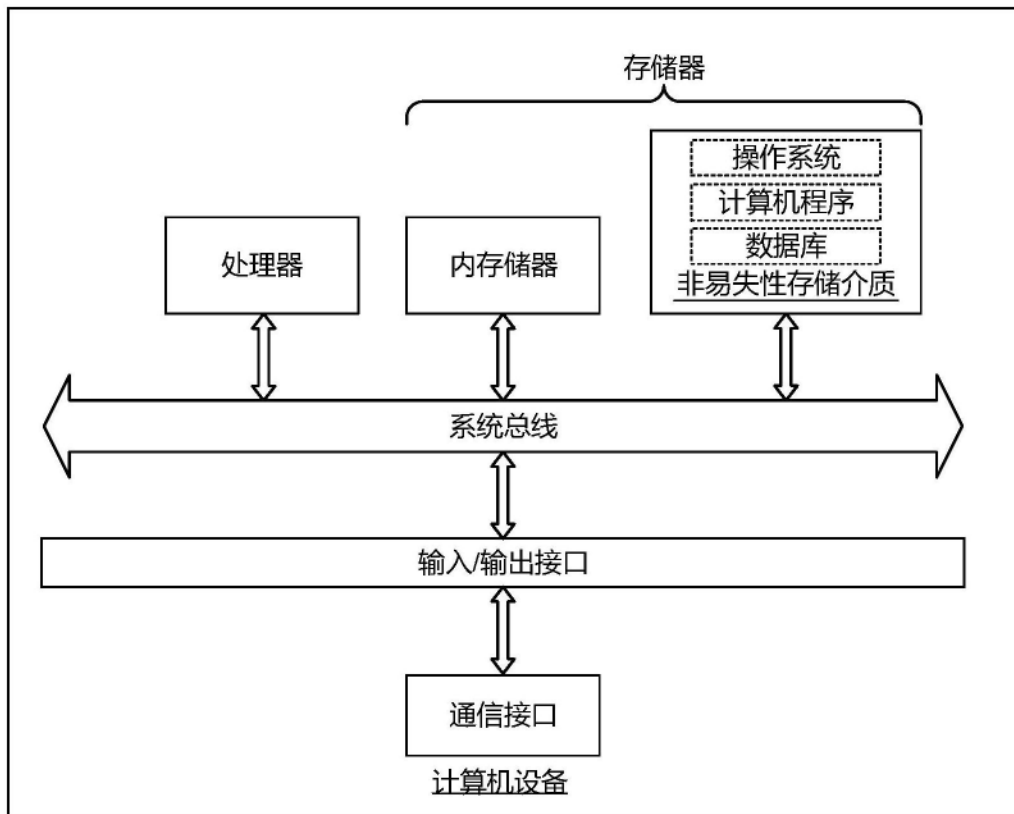 存储器
操作系统
计算机程序
数据库
非易失性存储介质
处理器
内存储器
系统总线
输入/输出接口
通信接口
计算机设备